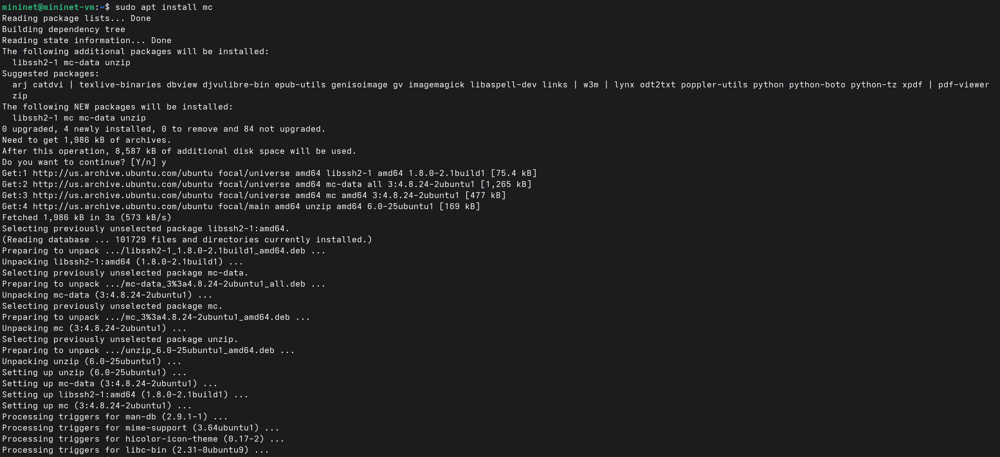 mininet@mininet-vm:~$ sudo apt install mc
Reading package lists... Done
Building dependency tree
Reading state information... Done
The following additional packages will be installed:
  libssh2-1 mc-data unzip
Suggested packages:
  arj catdvi | texlive-binaries dbview djvulibre-bin epub-utils genisoimage gv imagemagick libaspell-dev links | w3m | lynx odt2txt poppler-utils python python-boto python-tz xpdf | pdf-viewer
  zip
The following NEW packages will be installed:
  libssh2-1 mc mc-data unzip
0 upgraded, 4 newly installed, 0 to remove and 84 not upgraded.
Need to get 1,986 kB of archives.
After this operation, 8,587 kB of additional disk space will be used.
Do you want to continue? [Y/n] y
Get:1 http://us.archive.ubuntu.com/ubuntu focal/universe amd64 libssh2-1 amd64 1.8.0-2.1build1 [75.4 kB]
Get:2 http://us.archive.ubuntu.com/ubuntu focal/universe amd64 mc-data all 3:4.8.24-2ubuntu1 [1,265 kB]
Get:3 http://us.archive.ubuntu.com/ubuntu focal/universe amd64 mc amd64 3:4.8.24-2ubuntu1 [477 kB]
Get:4 http://us.archive.ubuntu.com/ubuntu focal/main amd64 unzip amd64 6.0-25ubuntu1 [169 kB]
Fetched 1,986 kB in 3s (573 kB/s)
Selecting previously unselected package libssh2-1:amd64.
(Reading database ... 101729 files and directories currently installed.)
Preparing to unpack .../libssh2-1_1.8.0-2.1build1_amd64.deb ...
Unpacking libssh2-1:amd64 (1.8.0-2.1build1) ...
Selecting previously unselected package mc-data.
Preparing to unpack .../mc-data_3%3a4.8.24-2ubuntu1_all.deb ...
Unpacking mc-data (3:4.8.24-2ubuntu1) ...
Selecting previously unselected package mc.
Preparing to unpack .../mc_3%3a4.8.24-2ubuntu1_amd64.deb ...
Unpacking mc (3:4.8.24-2ubuntu1) ...
Selecting previously unselected package unzip.
Preparing to unpack .../unzip_6.0-25ubuntu1_amd64.deb ...
Unpacking unzip (6.0-25ubuntu1) ...
Setting up unzip (6.0-25ubuntu1) ...
Setting up mc-data (3:4.8.24-2ubuntu1) ...
Setting up libssh2-1:amd64 (1.8.0-2.1build1) ...
Setting up mc (3:4.8.24-2ubuntu1) ...
Processing triggers for man-db (2.9.1-1) ...
Processing triggers for mime-support (3.64ubuntu1) ...
Processing triggers for hicolor-icon-theme (0.17-2) ...
Processing triggers for libc-bin (2.31-0ubuntu9) ...